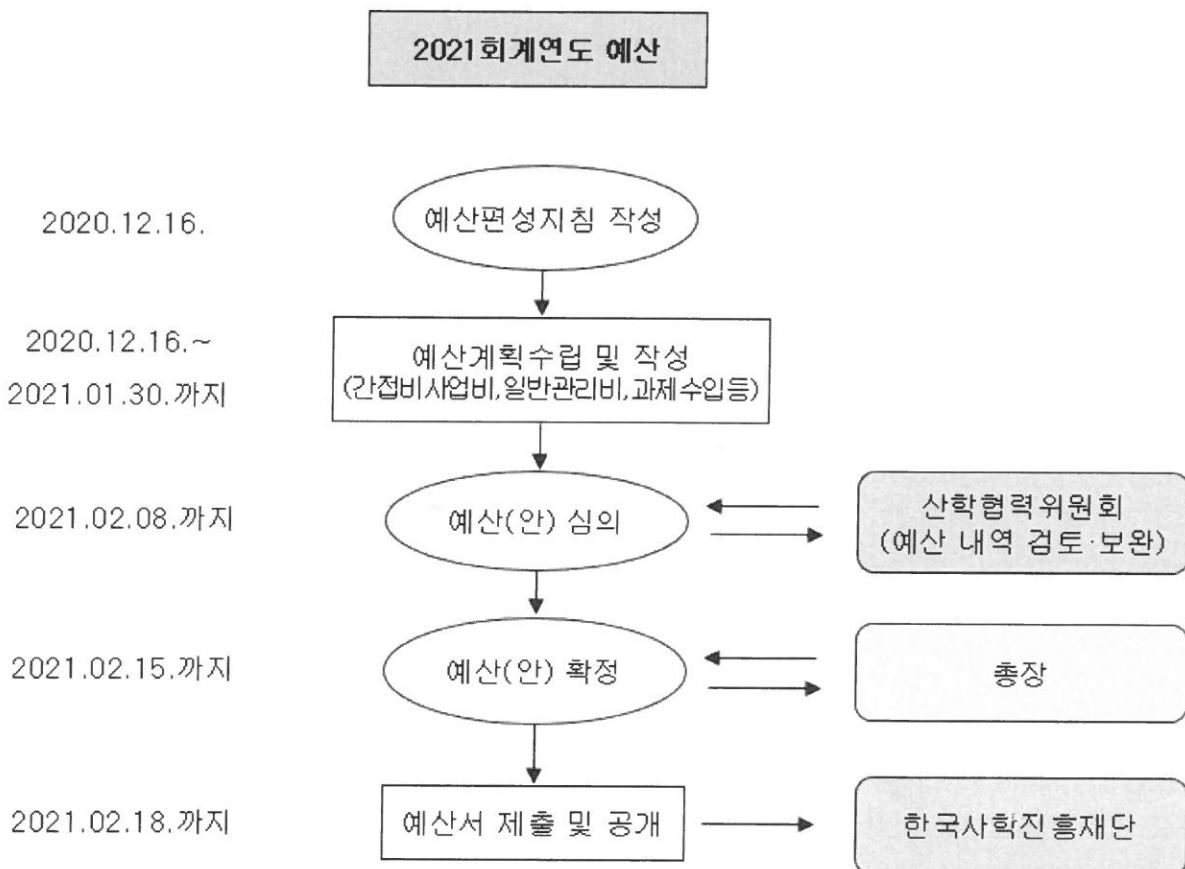 2021회계연도 예산
2020.12.16.
예산편성지침 작성
2020.12.16.~
2021.01.30.까지
예산계획수립 및 작성
(간접비사업비,일반관리비,과제수입등)
2021.02.08.까지
예산(안) 심의
산학협력위원회
(예산 내역 검토·보완)
2021.02.15.까지
예산(안) 확정
총장
2021.02.18.까지
예산서 제출 및 공개
한국사학진흥재단